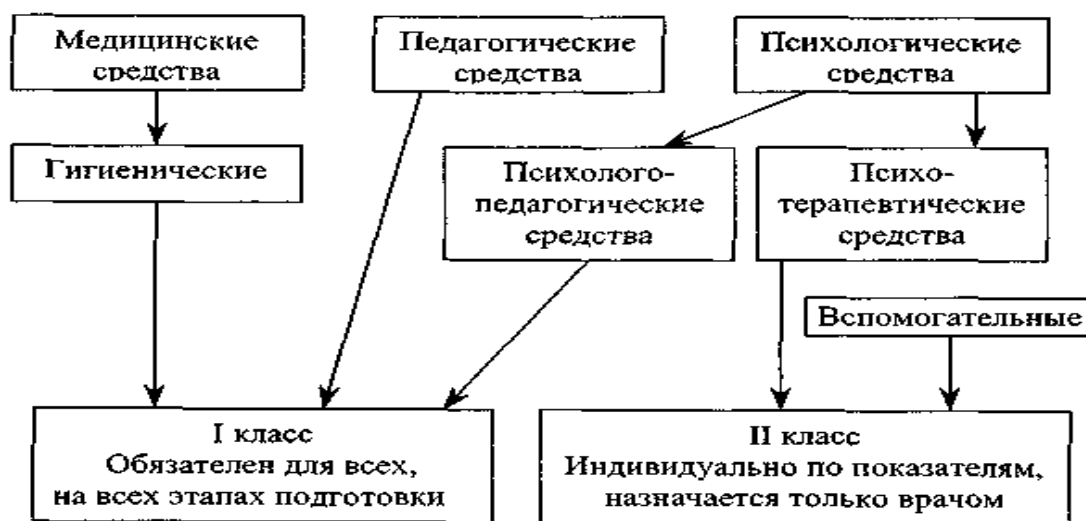 Медицинские
средства
Педагогические
средства
Психологические
средства
Гигиенические
Психолого-
педагогические
средства
Психо-
терапевтические
средства
Вспомогательные
I класс
Обязателен для всех,
на всех этапах подготовки
II класс
Индивидуально по показателям,
назначается только врачом